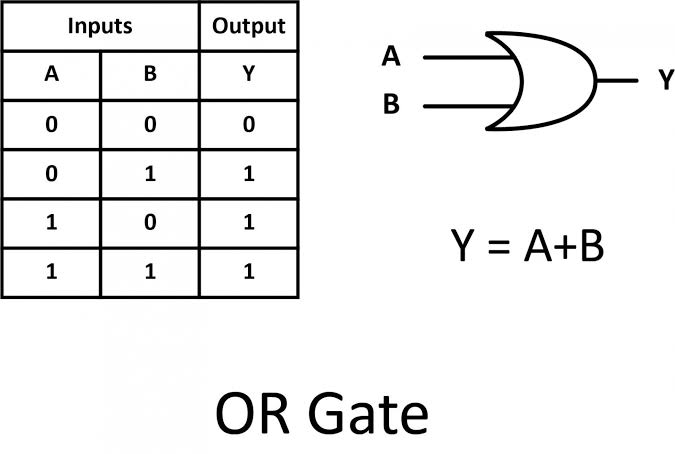 Inputs Output
A B Y
0 0 0
0 1 1
1 0 1
1 1 1
A
B
Y
Y = A+B
OR Gate